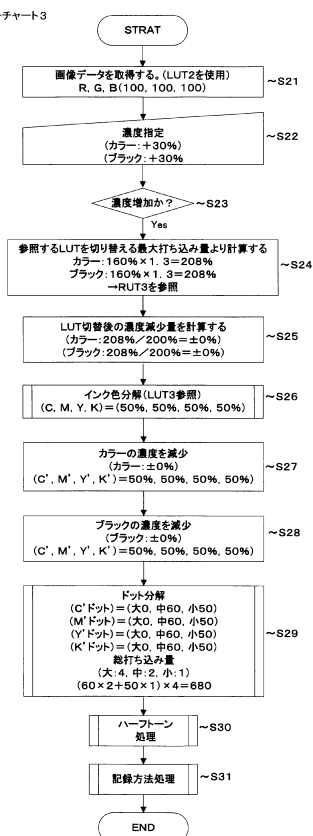 チャート3
STRAT
画像データを取得する。(LUT2を使用)
R, G, B(100, 100, 100)
~S21
濃度指定
(カラー:+30%)
(ブラック:+30%
~S22
濃度増加か?
~S23
Yes
参照するLUTを切り替える最大打ち込み量より計算する
カラー:160%×1. 3=208%
ブラック:160%×1. 3=208%
→RUT3を参照
~S24
LUT切替後の濃度減少量を計算する
(カラー:208%/200%=±0%)
(ブラック:208%/200%=±0%)
~S25
インク色分解(LUT3参照)
(C, M, Y, K)=(50%, 50%, 50%, 50%)
~S26
カラーの濃度を減少
(カラー:±0%)
(C', M', Y', K')=50%, 50%, 50%, 50%)
~S27
ブラックの濃度を減少
(ブラック:±0%)
(C', M', Y', K')=50%, 50%, 50%, 50%)
~S28
ドット分解
(C'ドット)=(大0, 中60, 小50)
(M'ドット)=(大0, 中60, 小50)
(Y'ドット)=(大0, 中60, 小50)
(K'ドット)=(大0, 中60, 小50)
総打ち込み量
(大:4, 中:2, 小:1)
(60×2+50×1)×4=680
~S29
ハーフトーン
処理
~S30
記録方法処理
~S31
END